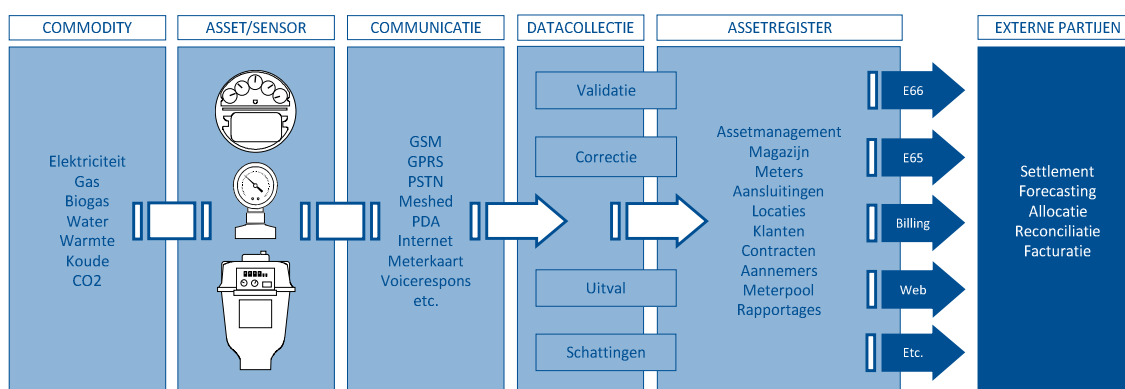 COMMODITY
ASSET/SENSOR
COMMUNICATIE
DATACOLLECTIE
ASSETREGISTER
EXTERNE PARTIJEN
Elektriciteit
Gas
Biogas
Water
Warmte
Koude
CO2
GSM
GPRS
PSTN
Meshed
PDA
Internet
Meterkaart
Voicerespons
etc.
Validatie
Correctie
Uitval
Schattingen
Assetmanagement
Magazijn
Meters
Aansluitingen
Locaties
Klanten
Contracten
Aannemers
Meterpool
Rapportages
E66
E65
Billing
Web
Etc.
Settlement
Forecasting
Allocatie
Reconciliatie
Facturatie